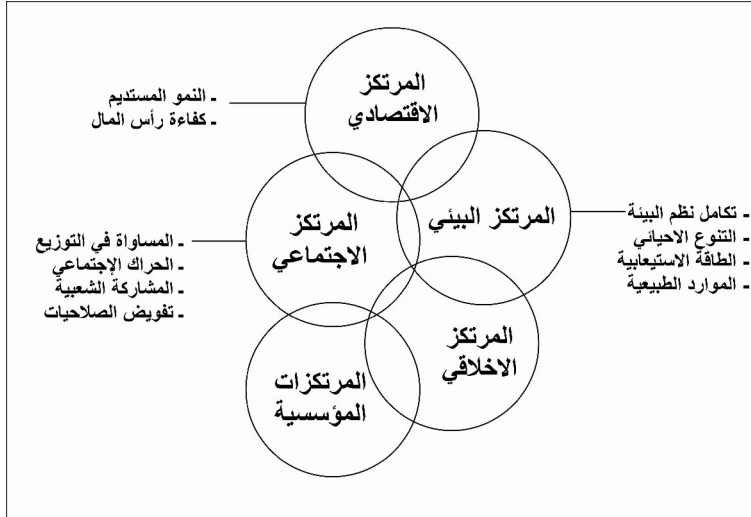 المرتكز
الاقتصادي
ـ النمو المستديم
ـ كفاءة رأس المال
المرتكز البيئي
ـ تكامل نظم البيئة
ـ التنوع الاحيائي
ـ الطاقة الاستيعابية
ـ الموارد الطبيعية
المرتكز
الاجتماعي
ـ المساواة في التوزيع
ـ الحراك الإجتماعي
ـ المشاركة الشعبية
ـ تفويض الصلاحيات
المرتكز
الاخلاقي
المرتكزات
المؤسسية